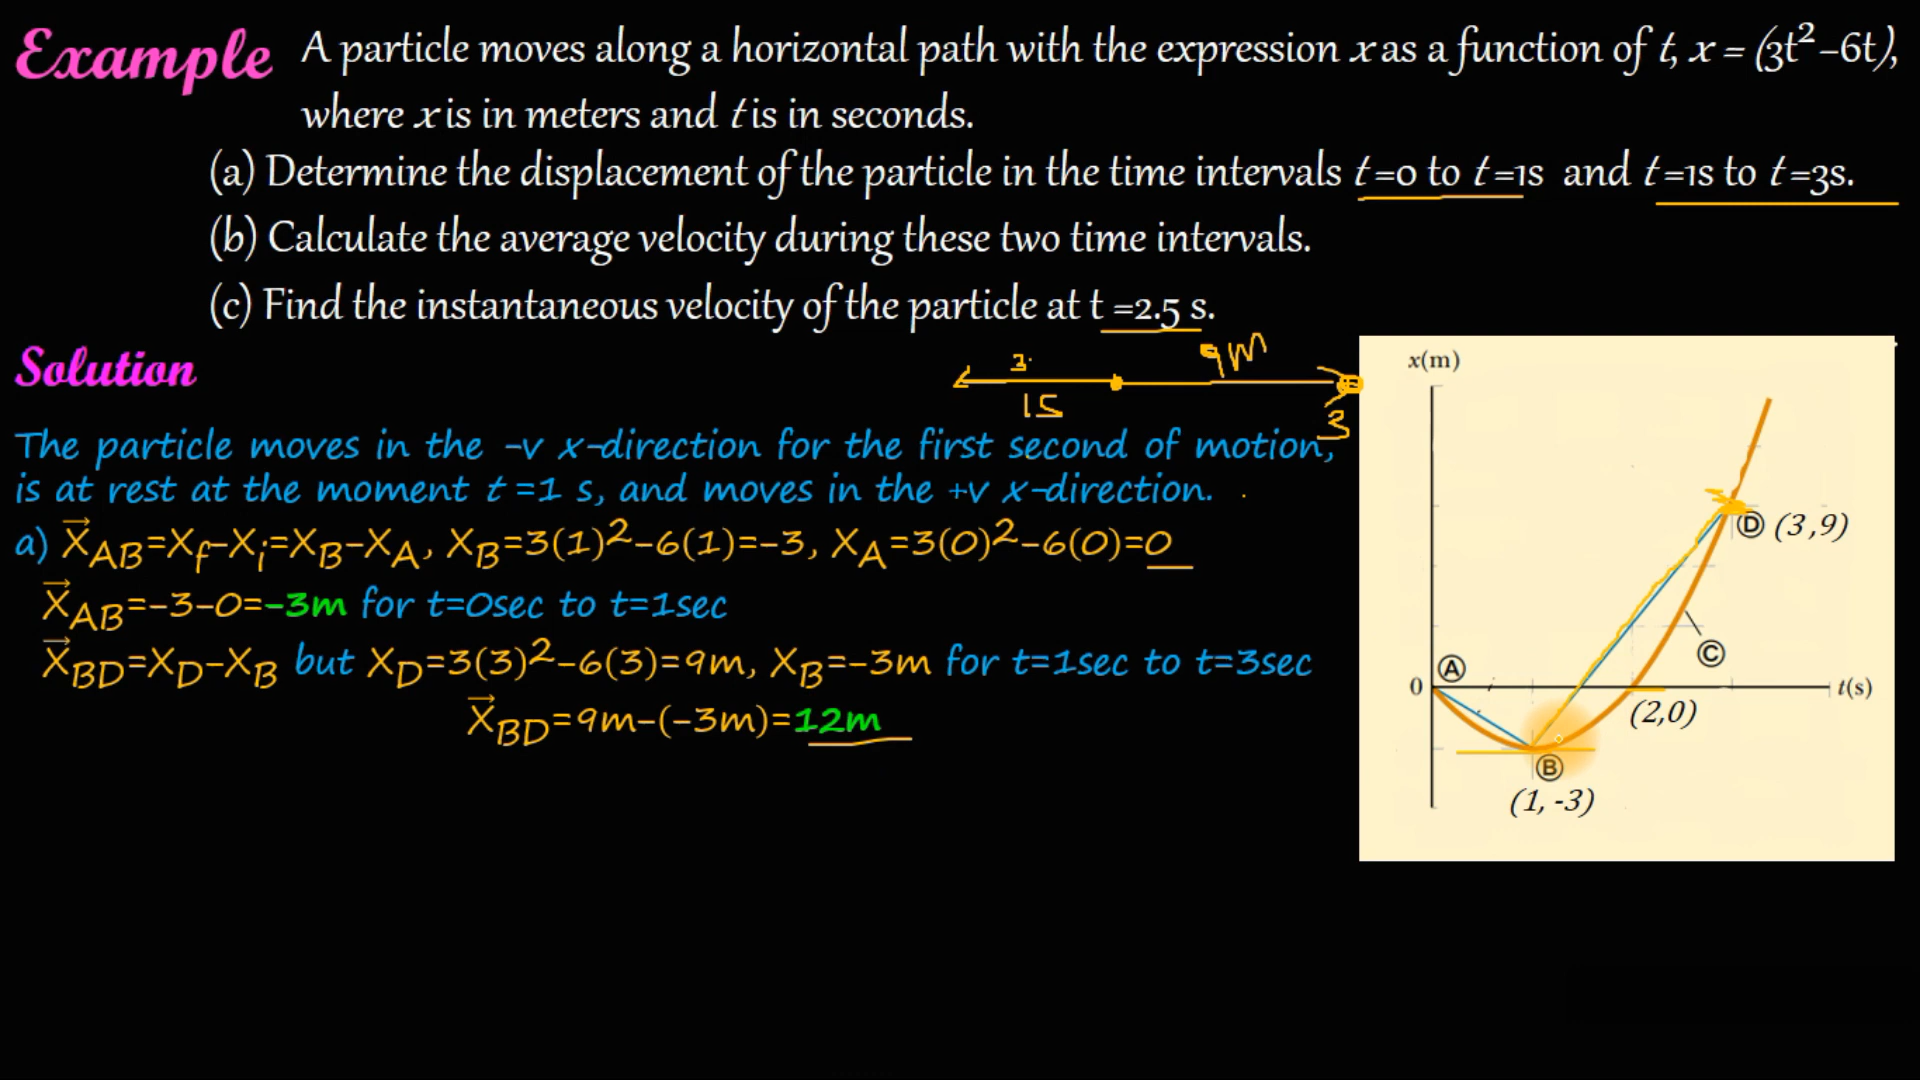 Example A particle moves along a horizontal path with the expression x as a function of t, x = (3t²–6t),
where x is in meters and t is in seconds.
(a) Determine the displacement of the particle in the time intervals t=0 to t=1s and t=1s to t=3s.
(b) Calculate the average velocity during these two time intervals.
(c) Find the instantaneous velocity of the particle at t =2.5 s.
Solution
3
9m
1S
3
The particle moves in the -v x-direction for the first second of motion,
is at rest at the moment t =1 s, and moves in the +v x-direction.
a) X⃗AB=Xf-Xi=XB-XA, XB=3(1)²-6(1)=-3, XA=3(0)²-6(0)=0
X⃗AB=-3-0=-3m for t=0sec to t=1sec
X⃗BD=XD-XB but XD=3(3)²-6(3)=9m, XB=-3m for t=1sec to t=3sec
X⃗BD=9m-(-3m)=12m
x(m)
Ⓓ (3,9)
Ⓒ
Ⓐ
0
t(s)
(2,0)
Ⓑ
(1, -3)